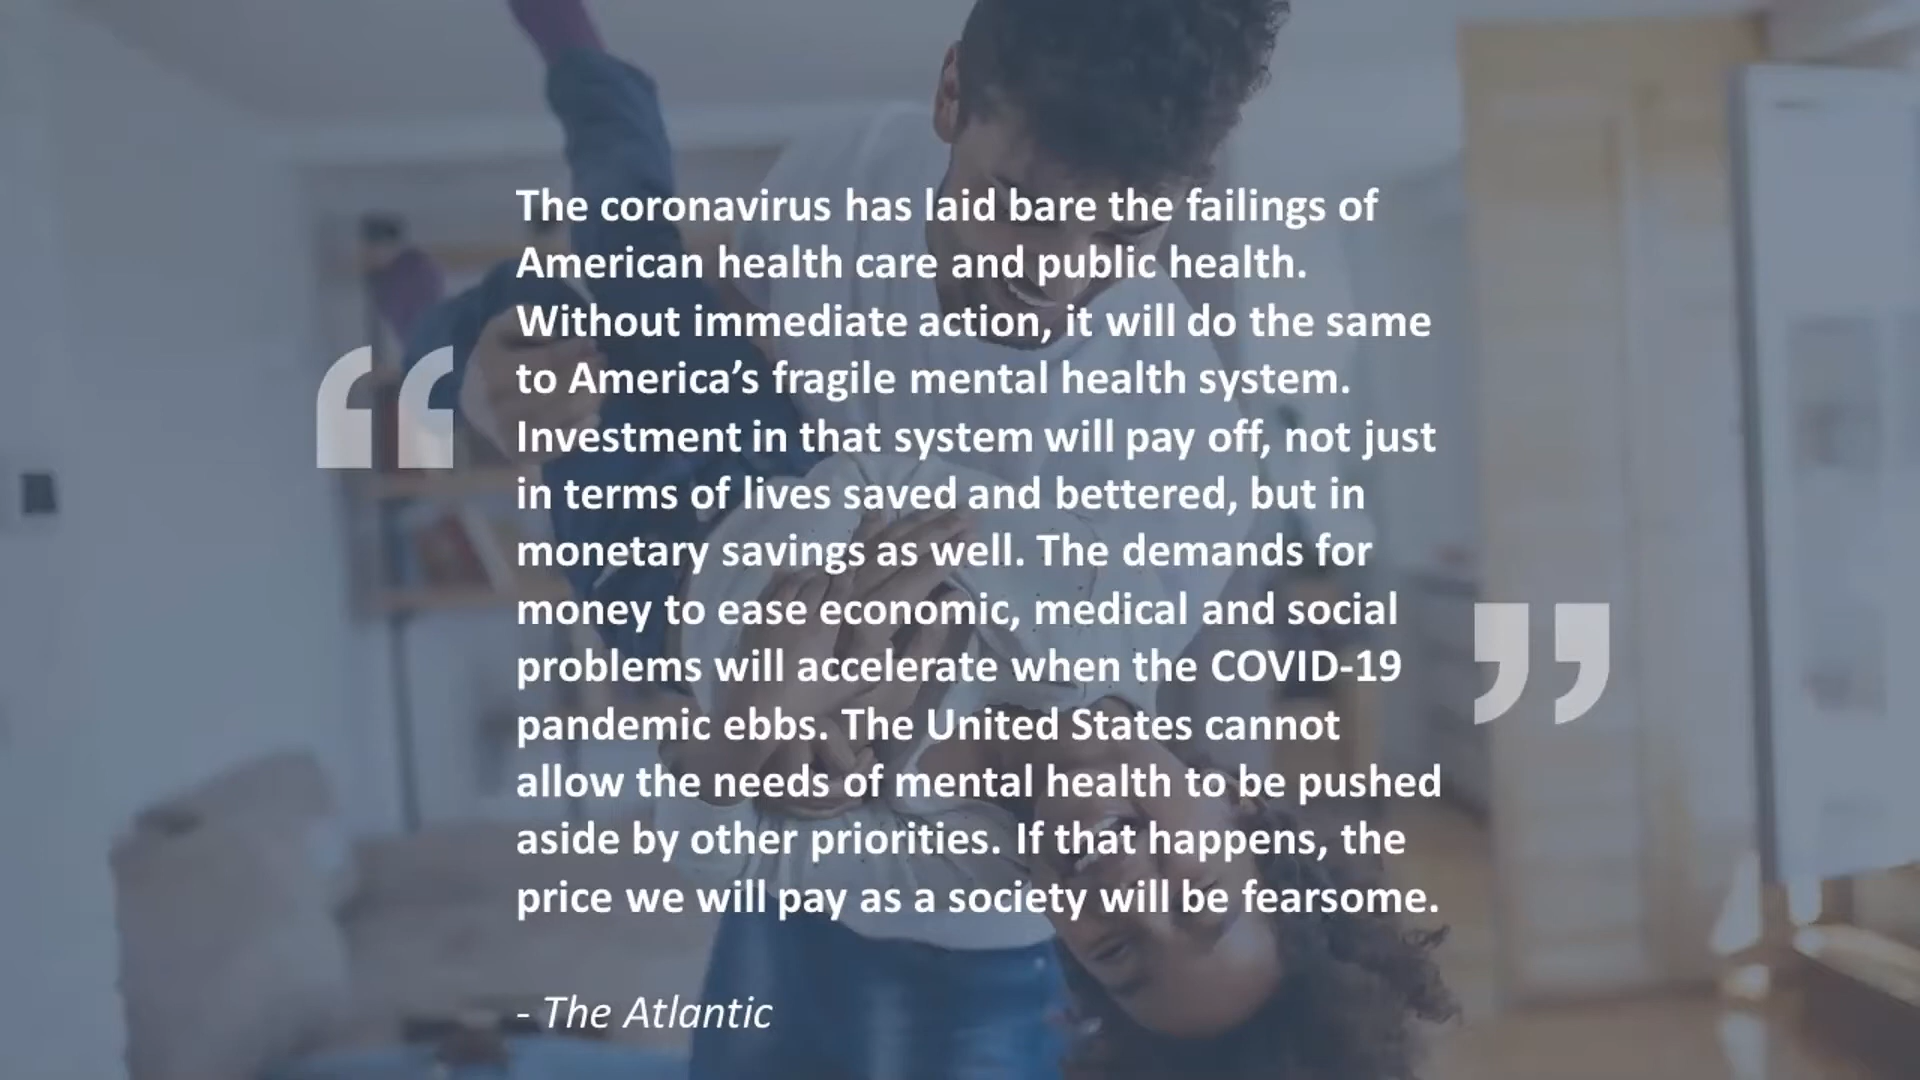 The coronavirus has laid bare the failings of
American health care and public health.
Without immediate action, it will do the same
to America’s fragile mental health system.
Investment in that system will pay off, not just
in terms of lives saved and bettered, but in
monetary savings as well. The demands for
money to ease economic, medical and social
problems will accelerate when the COVID-19
pandemic ebbs. The United States cannot
allow the needs of mental health to be pushed
aside by other priorities. If that happens, the
price we will pay as a society will be fearsome.
- The Atlantic